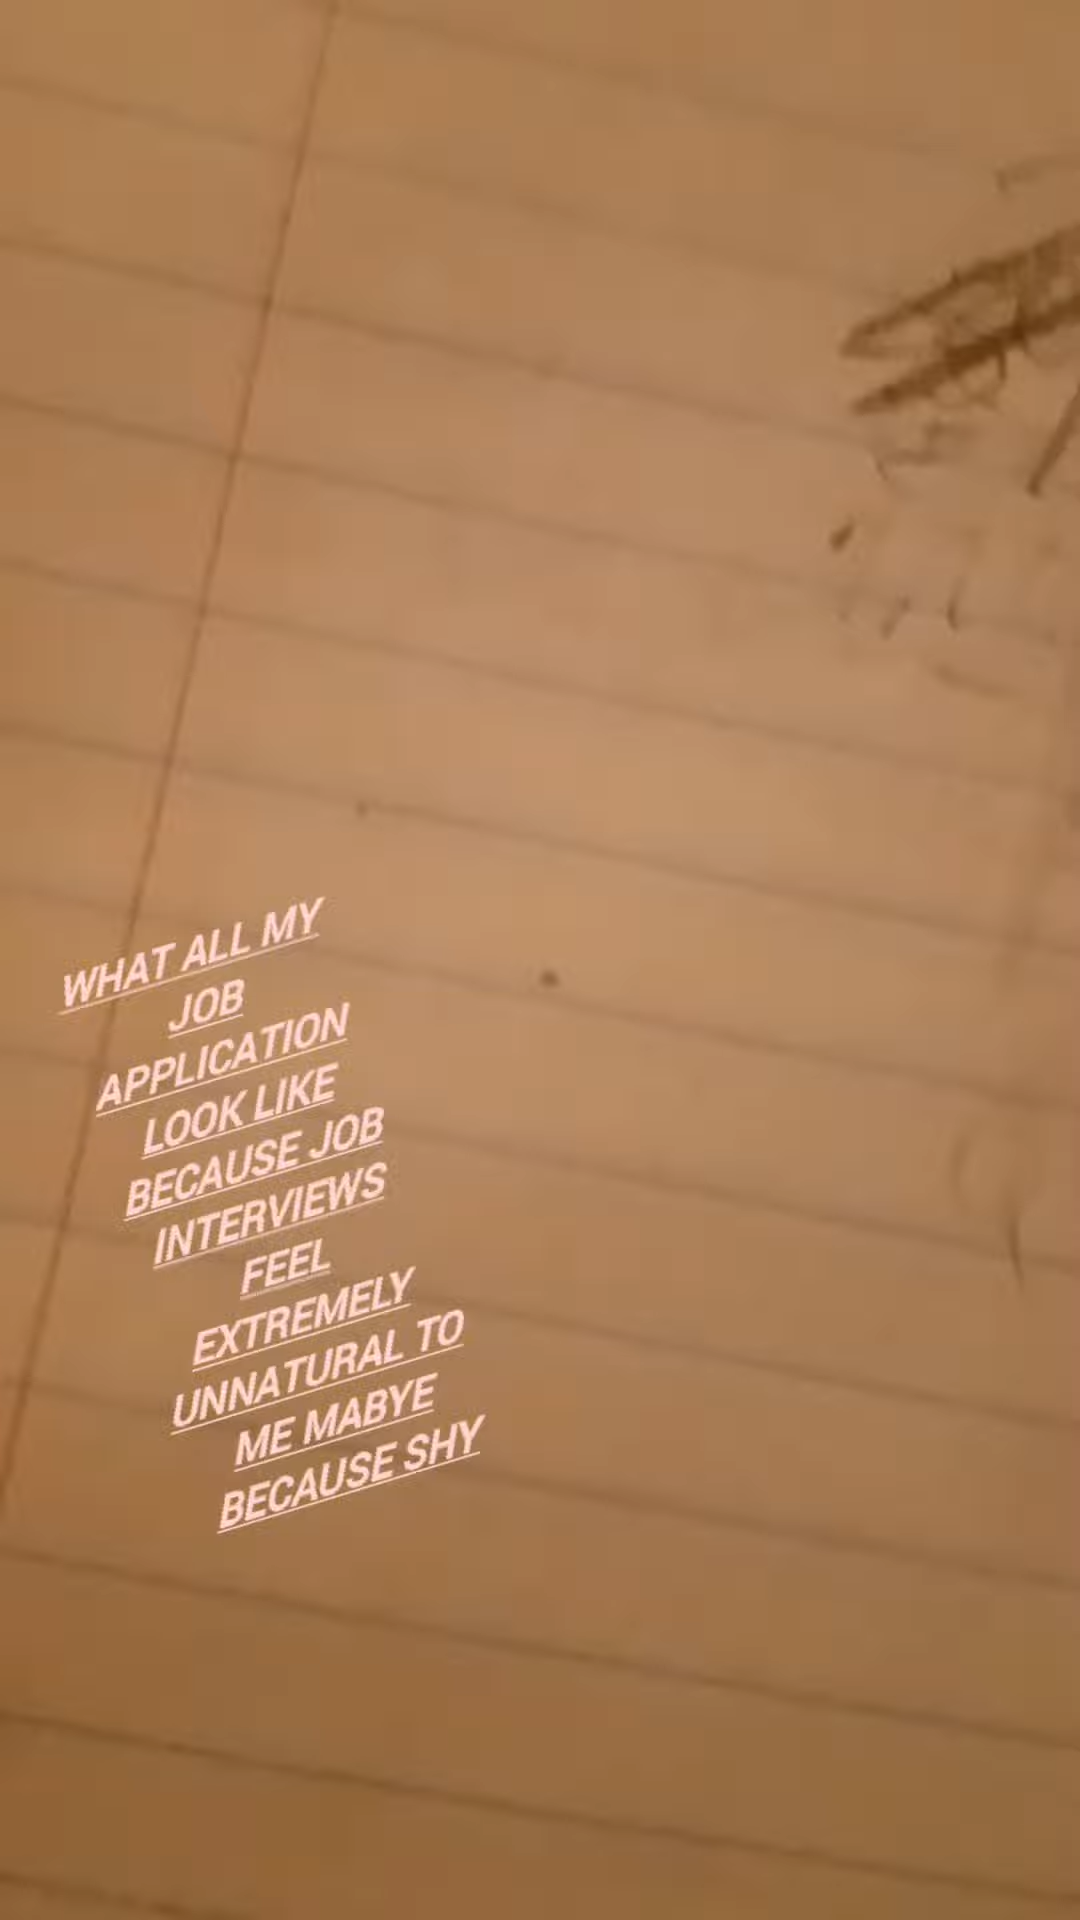 WHAT ALL MY
JOB
APPLICATION
LOOK LIKE
BECAUSE JOB
INTERVIEWS
FEEL
EXTREMELY
UNNATURAL TO
ME MABYE
BECAUSE SHY